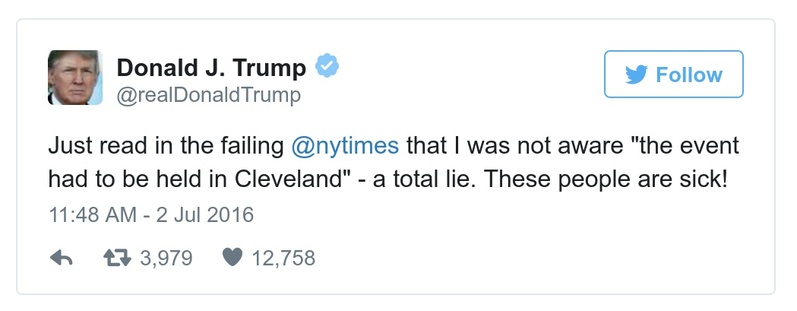 Donald J. Trump
@realDonaldTrump
Follow
Just read in the failing @nytimes that I was not aware "the event
had to be held in Cleveland" - a total lie. These people are sick!
11:48 AM - 2 Jul 2016
3,979 12,758